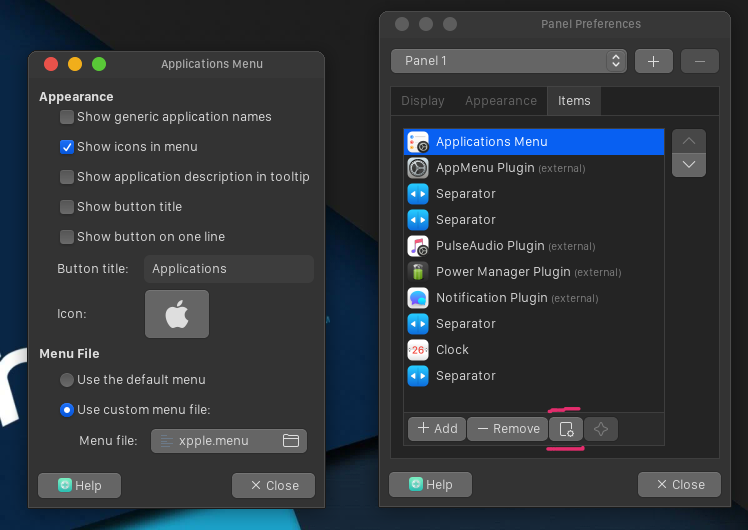 Applications Menu
Appearance
Show generic application names
Show icons in menu
Show application description in tooltip
Show button title
Show button on one line
Button title: Applications
Icon:
Menu File
Use the default menu
Use custom menu file:
Menu file: xpple.menu
Help
Close
Panel Preferences
Panel 1
Display Appearance Items
Applications Menu
AppMenu Plugin (external)
Separator
Separator
PulseAudio Plugin (external)
Power Manager Plugin (external)
Notification Plugin (external)
Separator
26 Clock
Separator
Add Remove
Help Close